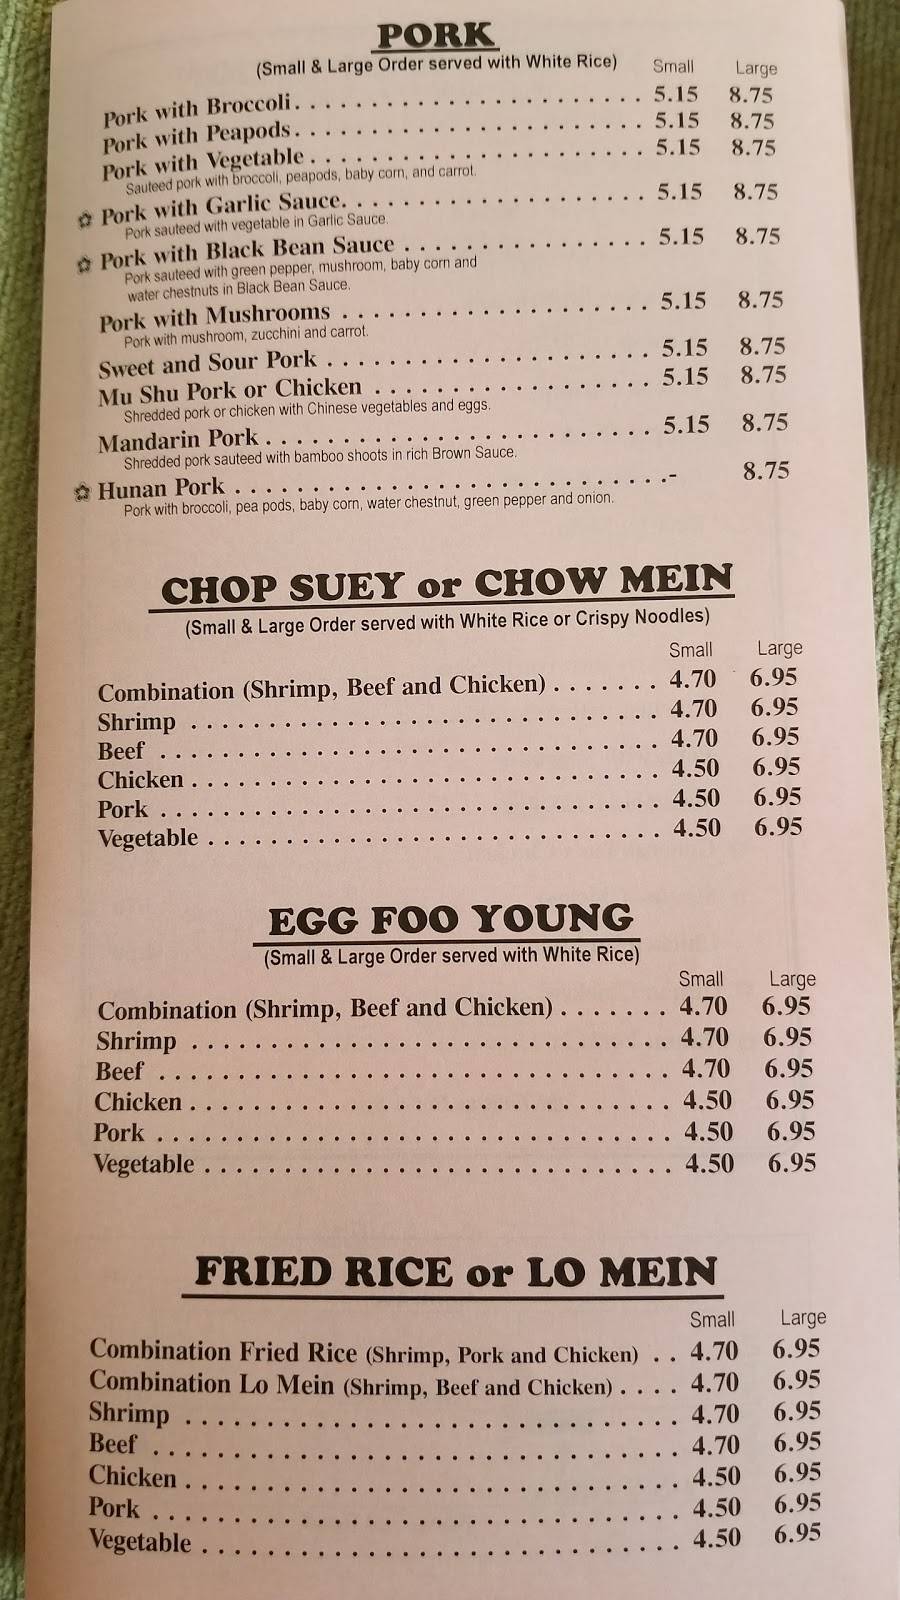 PORK
(Small & Large Order served with White Rice) Small Large
Pork with Broccoli. . . . . . . . . . . . . . . . . . . . . . . 5.15 8.75
Pork with Peapods. . . . . . . . . . . . . . . . . . . . . . . 5.15 8.75
Pork with Vegetable . . . . . . . . . . . . . . . . . . . . . . 5.15 8.75
Sauteed pork with broccoli, peapods, baby corn, and carrot.
✿ Pork with Garlic Sauce. . . . . . . . . . . . . . . . . . . . 5.15 8.75
Pork sauteed with vegetable in Garlic Sauce.
✿ Pork with Black Bean Sauce . . . . . . . . . . . . . . . . 5.15 8.75
Pork sauteed with green pepper, mushroom, baby corn and
water chestnuts in Black Bean Sauce.
Pork with Mushrooms . . . . . . . . . . . . . . . . . . . . 5.15 8.75
Pork with mushroom, zucchini and carrot.
Sweet and Sour Pork . . . . . . . . . . . . . . . . . . . . . 5.15 8.75
Mu Shu Pork or Chicken . . . . . . . . . . . . . . . . . . 5.15 8.75
Shredded pork or chicken with Chinese vegetables and eggs.
Mandarin Pork . . . . . . . . . . . . . . . . . . . . . . . . . 5.15 8.75
Shredded pork sauteed with bamboo shoots in rich Brown Sauce.
✿ Hunan Pork . . . . . . . . . . . . . . . . . . . . . . . . . . . .- 8.75
Pork with broccoli, pea pods, baby corn, water chestnut, green pepper and onion.
CHOP SUEY or CHOW MEIN
(Small & Large Order served with White Rice or Crispy Noodles)
Small Large
Combination (Shrimp, Beef and Chicken) . . . . . . . 4.70 6.95
Shrimp . . . . . . . . . . . . . . . . . . . . . . . . . . . . . . 4.70 6.95
Beef . . . . . . . . . . . . . . . . . . . . . . . . . . . . . . . . 4.70 6.95
Chicken . . . . . . . . . . . . . . . . . . . . . . . . . . . . . . 4.50 6.95
Pork . . . . . . . . . . . . . . . . . . . . . . . . . . . . . . . . 4.50 6.95
Vegetable . . . . . . . . . . . . . . . . . . . . . . . . . . . . . 4.50 6.95
EGG FOO YOUNG
(Small & Large Order served with White Rice)
Small Large
Combination (Shrimp, Beef and Chicken) . . . . . . . 4.70 6.95
Shrimp . . . . . . . . . . . . . . . . . . . . . . . . . . . . . . 4.70 6.95
Beef . . . . . . . . . . . . . . . . . . . . . . . . . . . . . . . . 4.70 6.95
Chicken . . . . . . . . . . . . . . . . . . . . . . . . . . . . . . 4.50 6.95
Pork . . . . . . . . . . . . . . . . . . . . . . . . . . . . . . . . 4.50 6.95
Vegetable . . . . . . . . . . . . . . . . . . . . . . . . . . . . . 4.50 6.95
FRIED RICE or LO MEIN
Small Large
Combination Fried Rice (Shrimp, Pork and Chicken) . . 4.70 6.95
Combination Lo Mein (Shrimp, Beef and Chicken) . . . . 4.70 6.95
Shrimp . . . . . . . . . . . . . . . . . . . . . . . . . . . . . . . 4.70 6.95
Beef . . . . . . . . . . . . . . . . . . . . . . . . . . . . . . . . . 4.70 6.95
Chicken . . . . . . . . . . . . . . . . . . . . . . . . . . . . . . . 4.50 6.95
Pork . . . . . . . . . . . . . . . . . . . . . . . . . . . . . . . . . 4.50 6.95
Vegetable . . . . . . . . . . . . . . . . . . . . . . . . . . . . . . 4.50 6.95